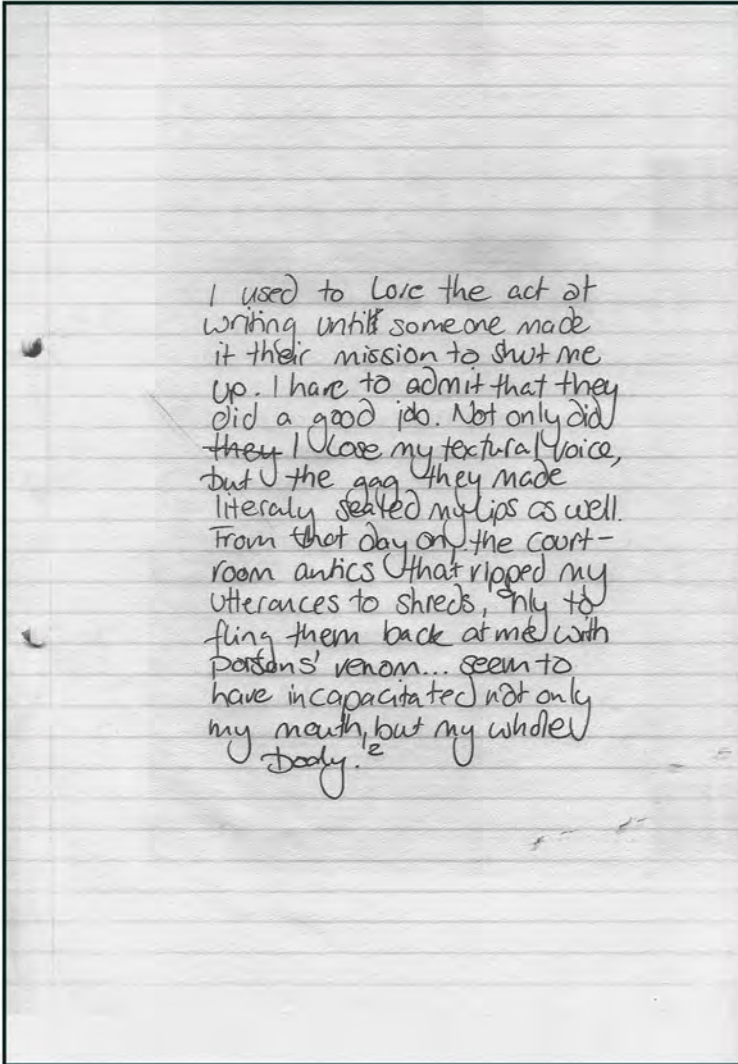 I used to love the act of
writing until someone made
it their mission to shut me
up. I have to admit that they
did a good job. Not only did
they I lose my textural voice,
but the gag they made
literaly sealed my lips as well.
From that day on, the court-
room antics that ripped my
utterances to shreds, only to
fling them back at me with
venom... seem to
have incapacitated not only
my mouth, but my whole
body.²